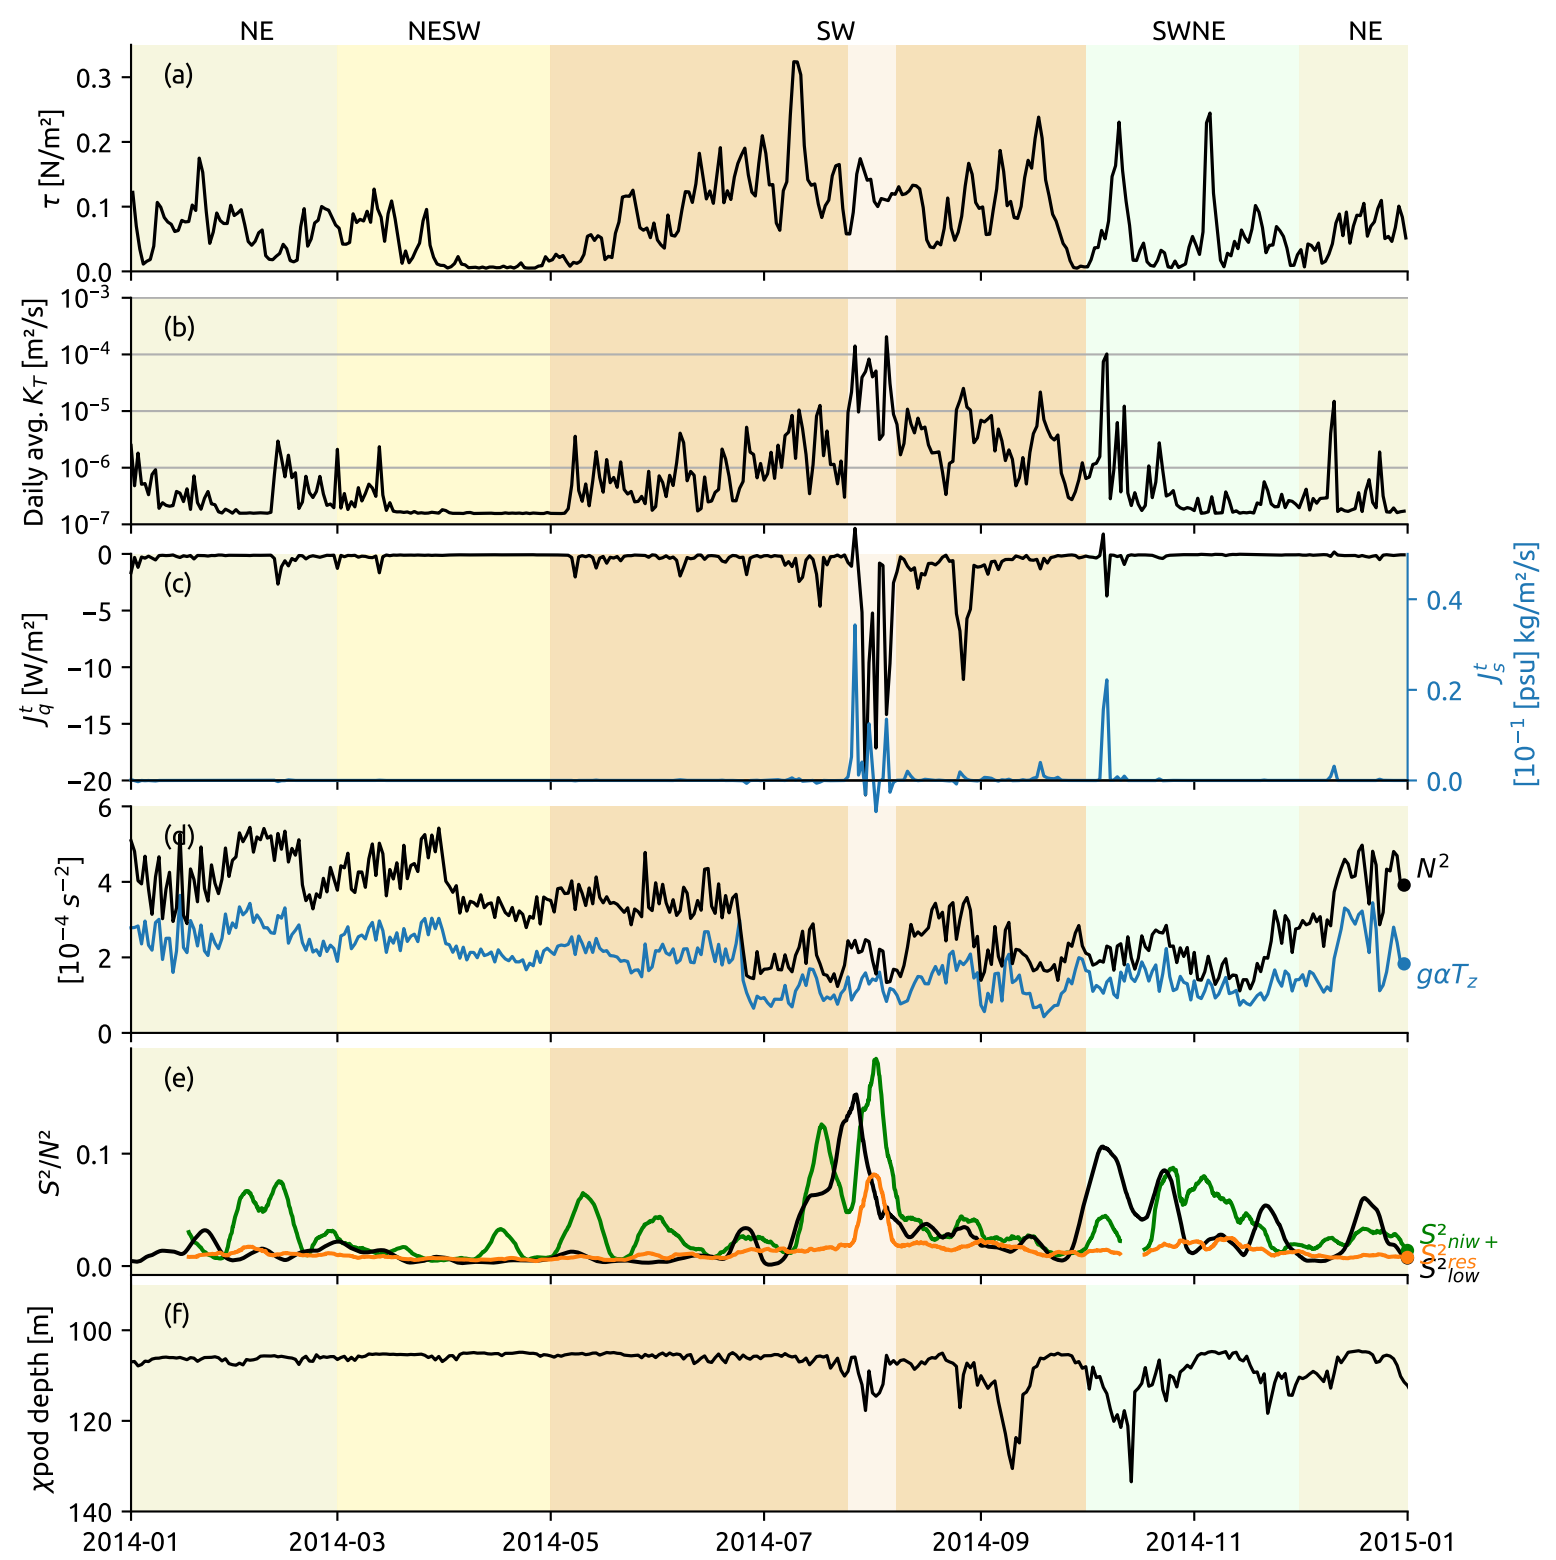 NE NESW SW SWNE NE
(a)
0.3
0.2
0.1
0.0
τ [N/m²]
(b)
10⁻³
10⁻⁴
10⁻⁵
10⁻⁶
10⁻⁷
Daily avg. K_T [m²/s]
(c)
0
−5
−10
−15
−20
J_q^t [W/m²]
0.4
0.2
0.0
J_s^t
[10⁻¹ [psu] kg/m²/s]
(d)
6
4
2
0
[10⁻⁴ s⁻²]
N²
gαT_z
(e)
0.1
0.0
S²/N²
S²_niw+
S²_res
S²_low
(f)
100
120
140
χpod depth [m]
2014-01 2014-03 2014-05 2014-07 2014-09 2014-11 2015-01